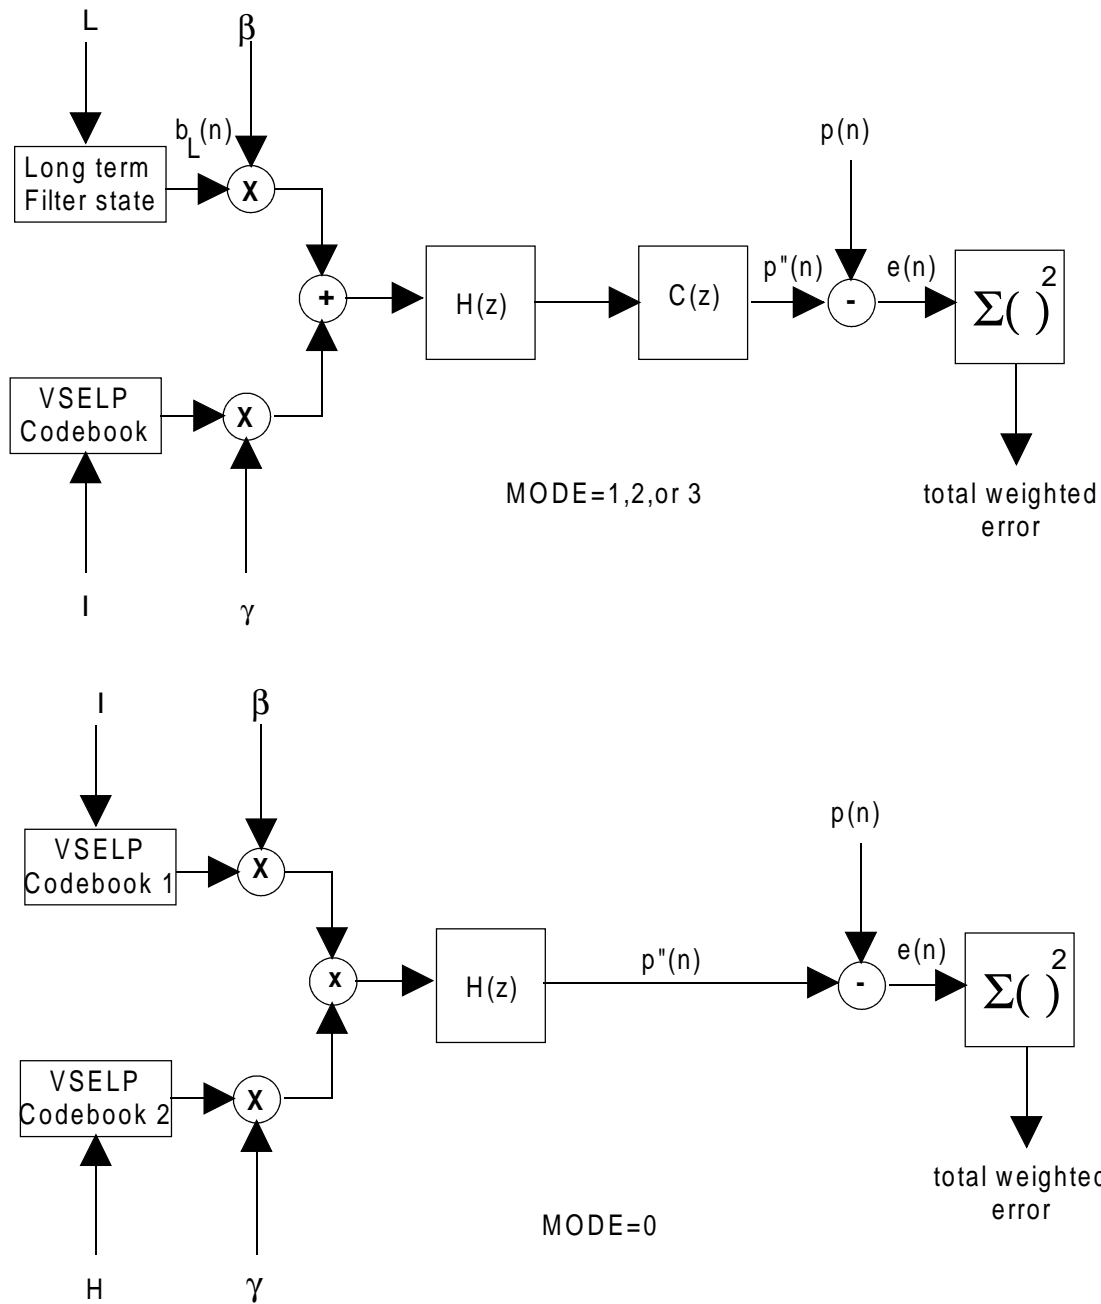 L
β
b_L(n)
p(n)
Long term
Filter state
X
H(z)
C(z)
p"(n)
e(n)
Σ( )²
+
-
VSELP
Codebook
X
MODE=1,2,or 3
total weighted
error
I
γ
I
β
p(n)
VSELP
Codebook 1
X
H(z)
p"(n)
e(n)
Σ( )²
x
-
VSELP
Codebook 2
X
total weighted
error
MODE=0
H
γ